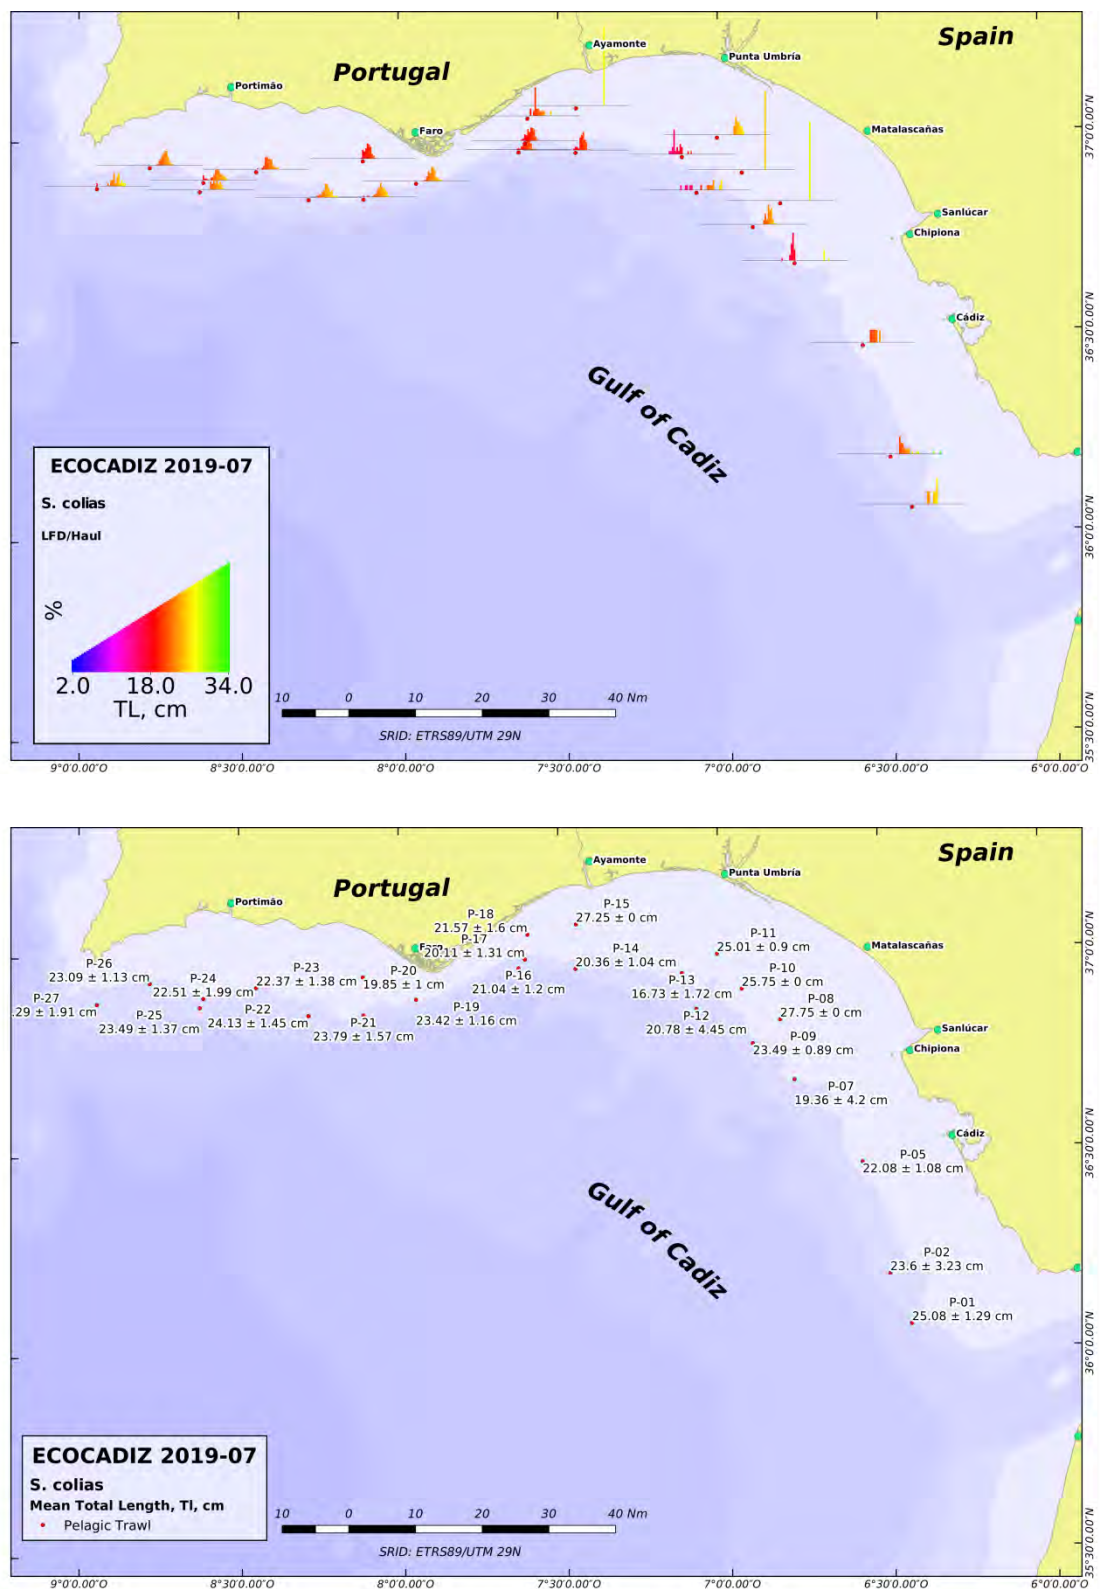 Spain
Portugal
Ayamonte
Punta Umbría
Portimão
Faro
Matalascañas
37°0'0.00"N
Sanlúcar
Chipiona
Cádiz
36°30'0.00"N
Gulf of Cadiz
ECOCADIZ 2019-07
S. colias
LFD/Haul
%
2.0 18.0 34.0
TL, cm
36°0'0.00"N
10 0 10 20 30 40 Nm
SRID: ETRS89/UTM 29N
35°30'0.00"N
9°0'0.00"O 8°30'0.00"O 8°0'0.00"O 7°30'0.00"O 7°0'0.00"O 6°30'0.00"O 6°0'0.00"O
Spain
Portugal
Ayamonte
Punta Umbría
Portimão
Faro
Matalascañas
37°0'0.00"N
P-15
27.25 ± 0 cm
P-18
21.57 ± 1.6 cm
P-17
20.11 ± 1.31 cm
P-11
25.01 ± 0.9 cm
P-14
20.36 ± 1.04 cm
P-26
23.09 ± 1.13 cm
P-24
22.51 ± 1.99 cm
P-23
22.37 ± 1.38 cm
P-20
19.85 ± 1 cm
P-16
21.04 ± 1.2 cm
P-13
16.73 ± 1.72 cm
P-10
25.75 ± 0 cm
P-27
.29 ± 1.91 cm
P-25
23.49 ± 1.37 cm
P-22
24.13 ± 1.45 cm
P-21
23.79 ± 1.57 cm
P-19
23.42 ± 1.16 cm
P-12
20.78 ± 4.45 cm
P-08
27.75 ± 0 cm
P-09
23.49 ± 0.89 cm
Sanlúcar
Chipiona
P-07
19.36 ± 4.2 cm
Cádiz
36°30'0.00"N
P-05
22.08 ± 1.08 cm
Gulf of Cadiz
P-02
23.6 ± 3.23 cm
P-01
25.08 ± 1.29 cm
36°0'0.00"N
ECOCADIZ 2019-07
S. colias
Mean Total Length, Tl, cm
Pelagic Trawl
10 0 10 20 30 40 Nm
SRID: ETRS89/UTM 29N
35°30'0.00"N
9°0'0.00"O 8°30'0.00"O 8°0'0.00"O 7°30'0.00"O 7°0'0.00"O 6°30'0.00"O 6°0'0.00"O